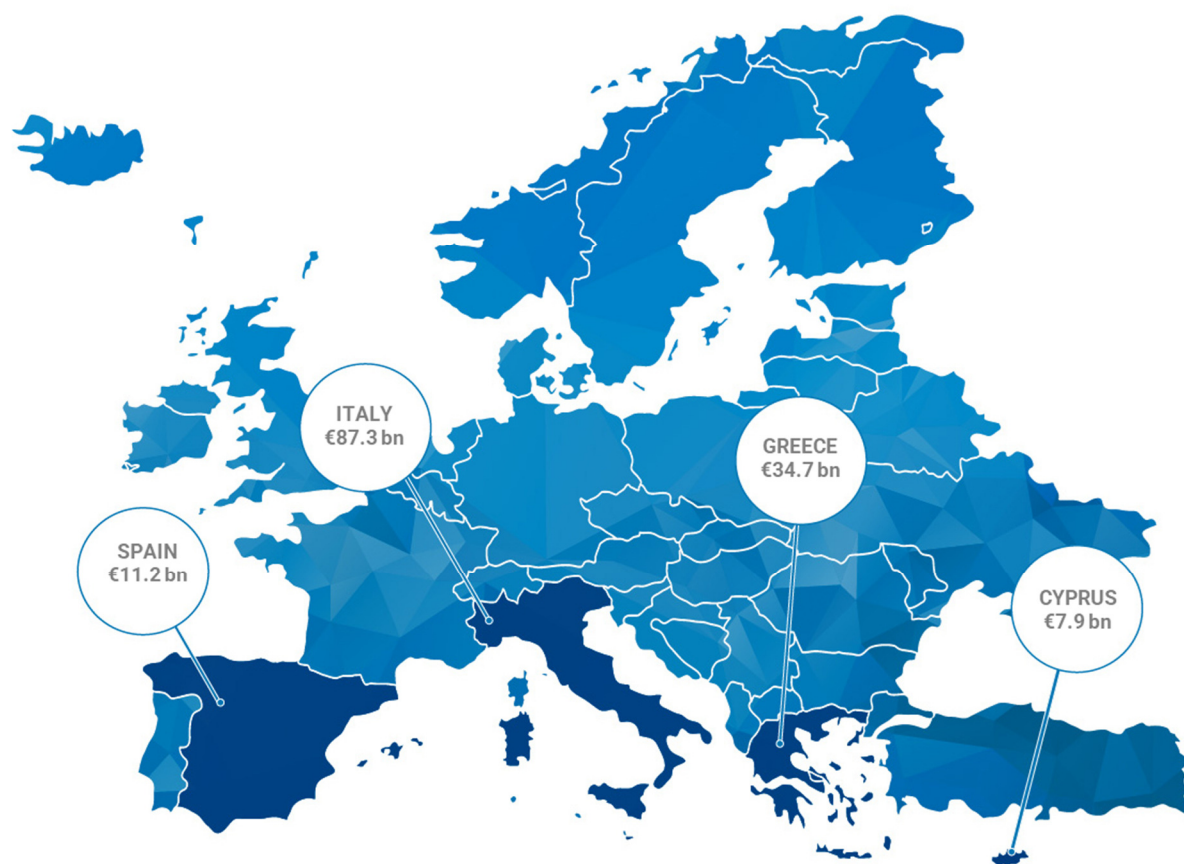 ITALY
€87.3 bn
GREECE
€34.7 bn
SPAIN
€11.2 bn
CYPRUS
€7.9 bn